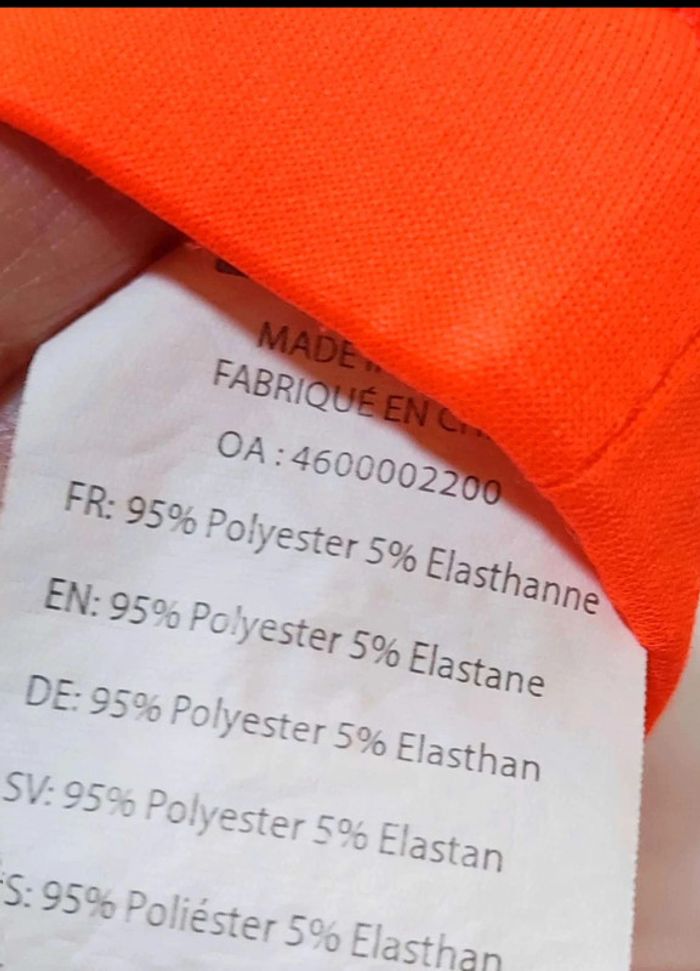 MADE
FABRIQUÉ EN
OA : 4600002200
FR: 95% Polyester 5% Elasthanne
EN: 95% Polyester 5% Elastane
DE: 95% Polyester 5% Elasthan
SV: 95% Polyester 5% Elastan
S: 95% Poliéster 5% Elasthan